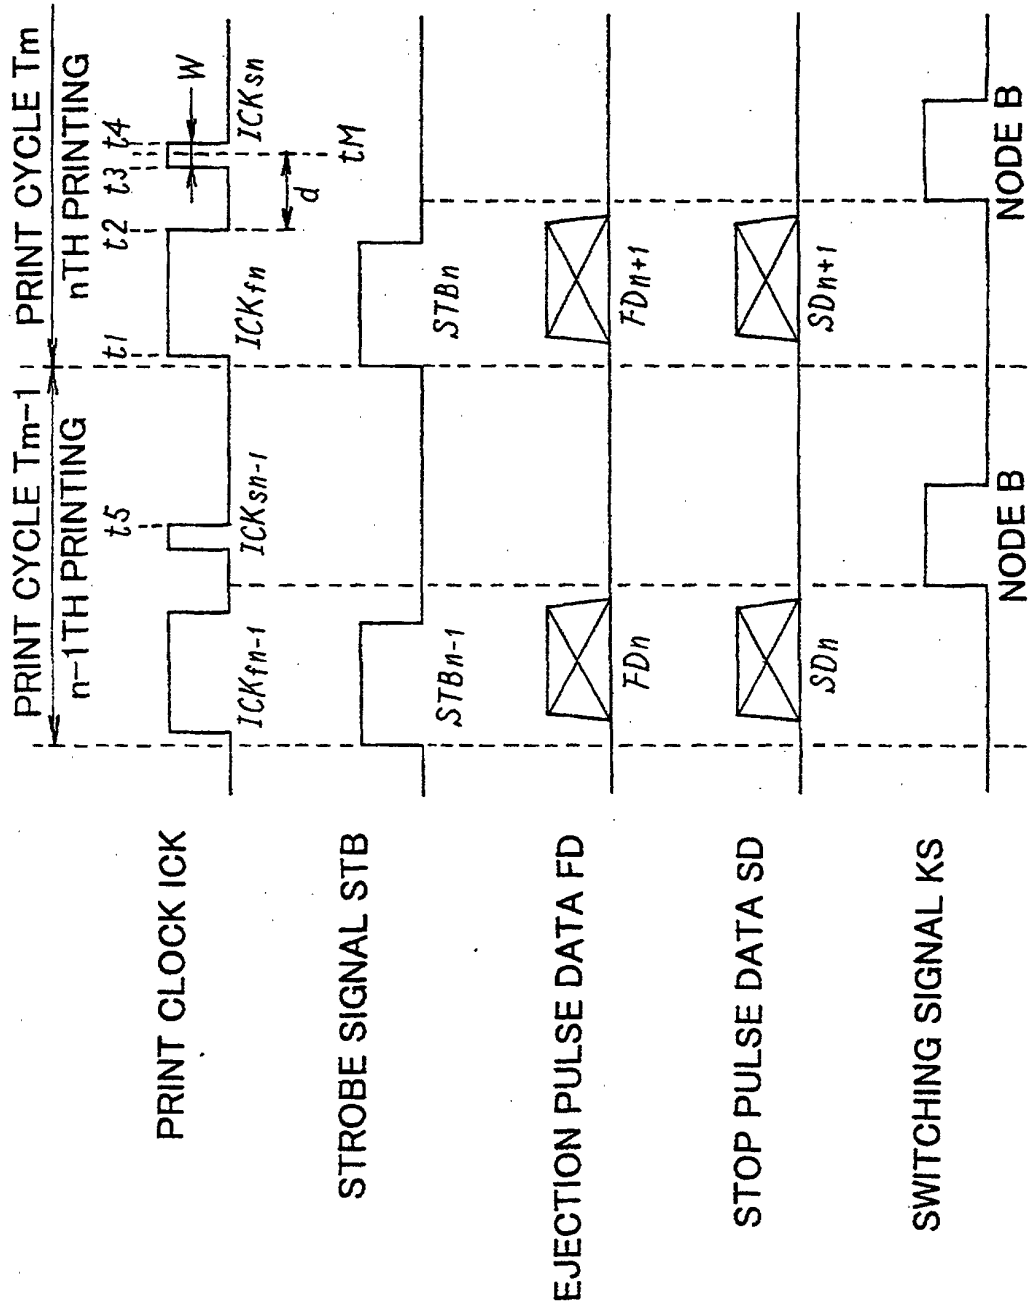 PRINT CYCLE Tm-1
PRINT CYCLE Tm
n-1TH PRINTING
nTH PRINTING
t5
t1
t2
t3
t4
W
PRINT CLOCK ICK
ICKfn-1
ICKsn-1
ICKfn
ICKsn
d
tM
STROBE SIGNAL STB
STBn-1
STBn
EJECTION PULSE DATA FD
FDn
FDn+1
STOP PULSE DATA SD
SDn
SDn+1
SWITCHING SIGNAL KS
NODE B
NODE B